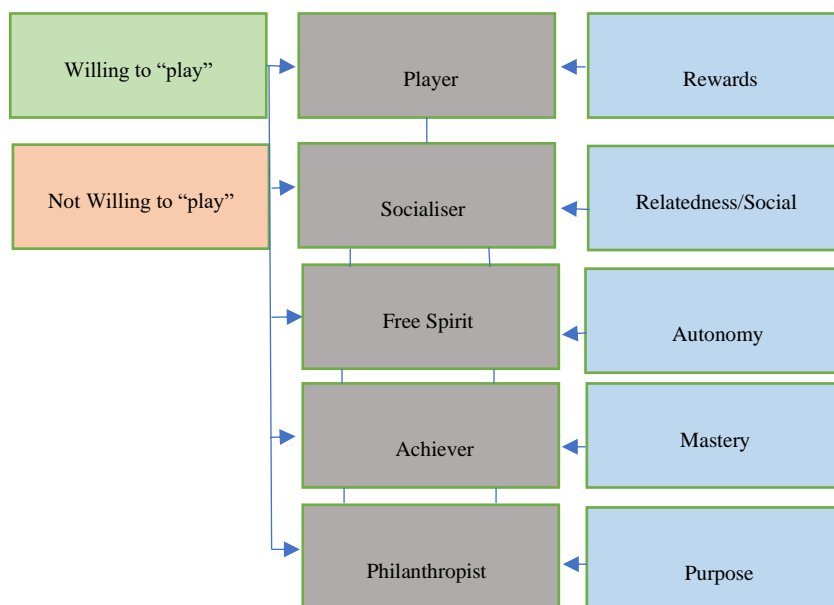 Willing to “play”
Player
Rewards
Not Willing to “play”
Socialiser
Relatedness/Social
Free Spirit
Autonomy
Achiever
Mastery
Philanthropist
Purpose